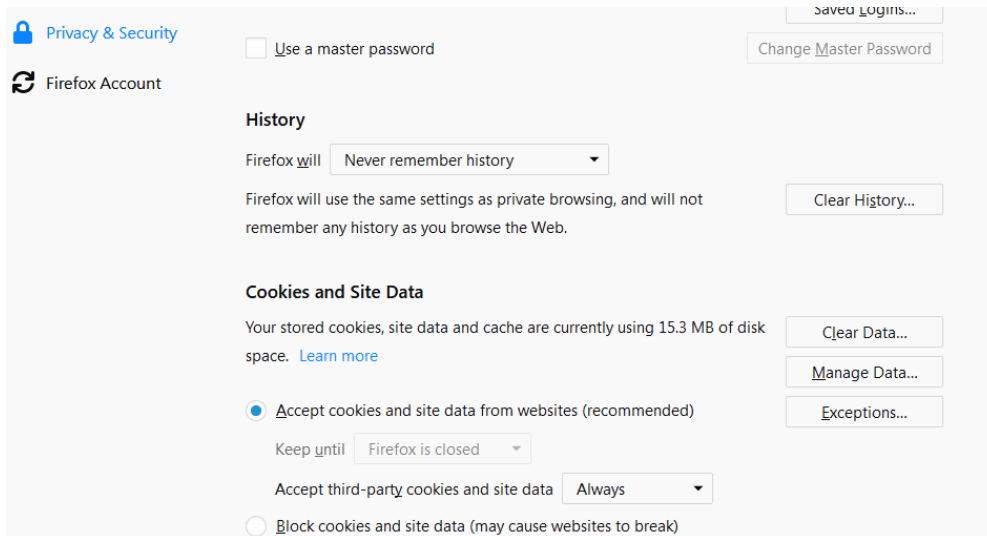 Saved Logins...
Privacy & Security
Use a master password
Change Master Password
Firefox Account
History
Firefox will Never remember history
Firefox will use the same settings as private browsing, and will not
remember any history as you browse the Web.
Clear History...
Cookies and Site Data
Your stored cookies, site data and cache are currently using 15.3 MB of disk
space. Learn more
Clear Data...
Manage Data...
Accept cookies and site data from websites (recommended)
Exceptions...
Keep until Firefox is closed
Accept third-party cookies and site data Always
Block cookies and site data (may cause websites to break)